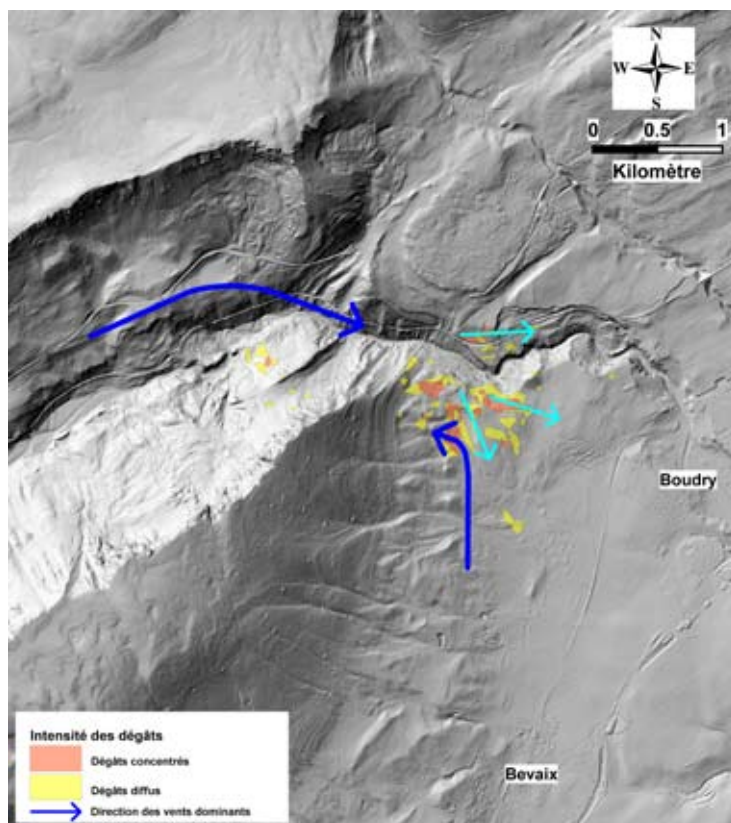 N
W E
S
0 0.5 1
Kilomètre
Boudry
Bevaix
Intensité des dégâts
Dégâts concentrés
Dégâts diffus
Direction des vents dominants